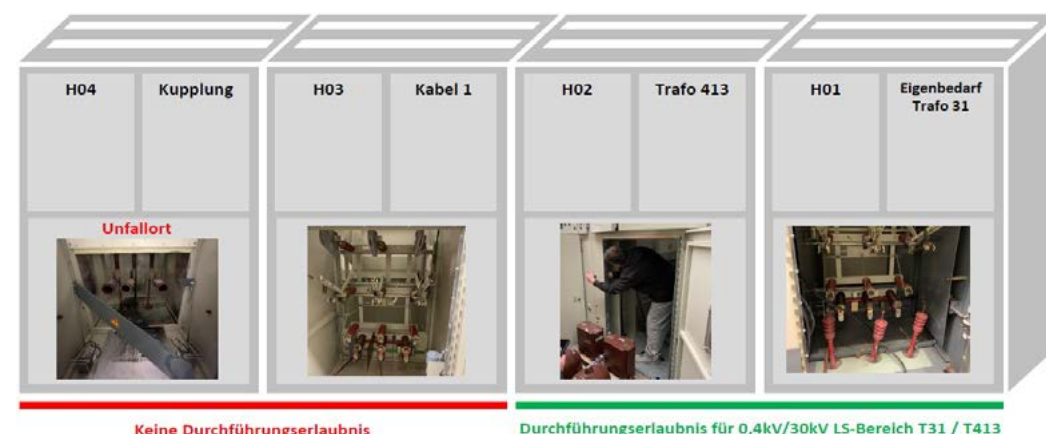 H04 Kupplung H03 Kabel 1 H02 Trafo 413 H01 Eigenbedarf
Trafo 31
Unfallort
Keine Durchführungserlaubnis
Durchführungserlaubnis für 0,4kV/30kV LS-Bereich T31 / T413